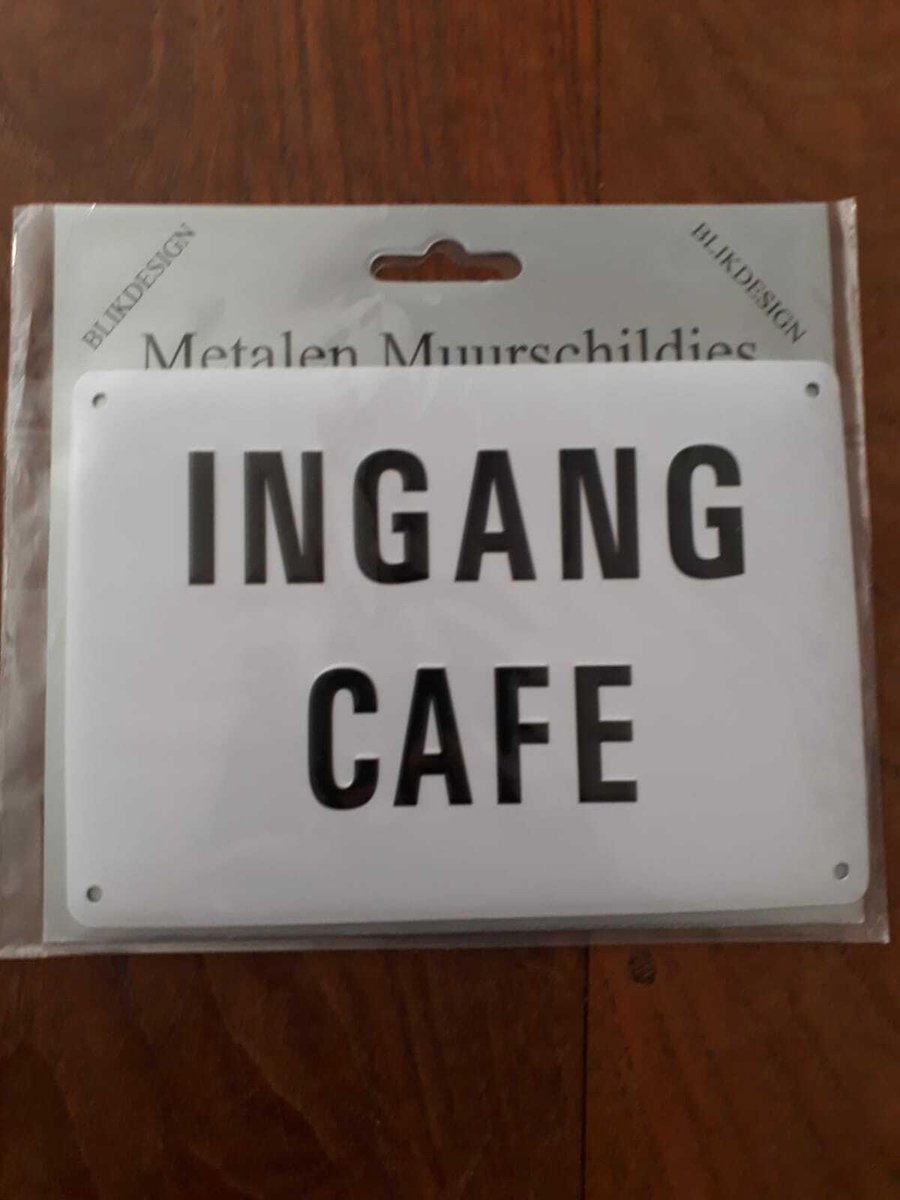 BLIKDESIGN
BLIKDESIGN
Metalen Muurschildjes
INGANG
CAFE